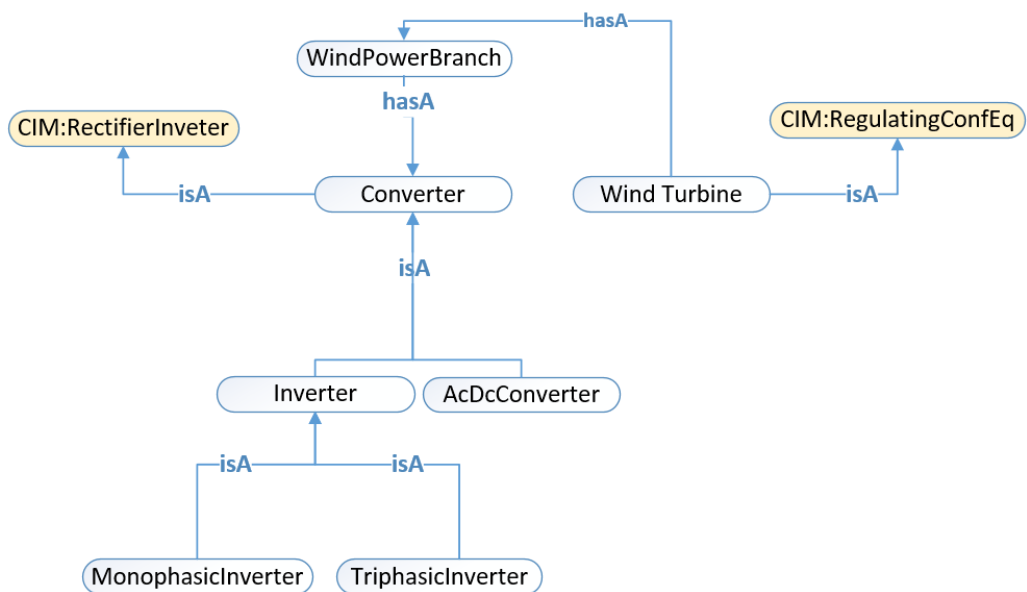 hasA
WindPowerBranch
hasA
CIM:RectifierInveter
CIM:RegulatingConfEq
isA
Converter
Wind Turbine
isA
isA
Inverter
AcDcConverter
isA
isA
MonophasicInverter
TriphasicInverter